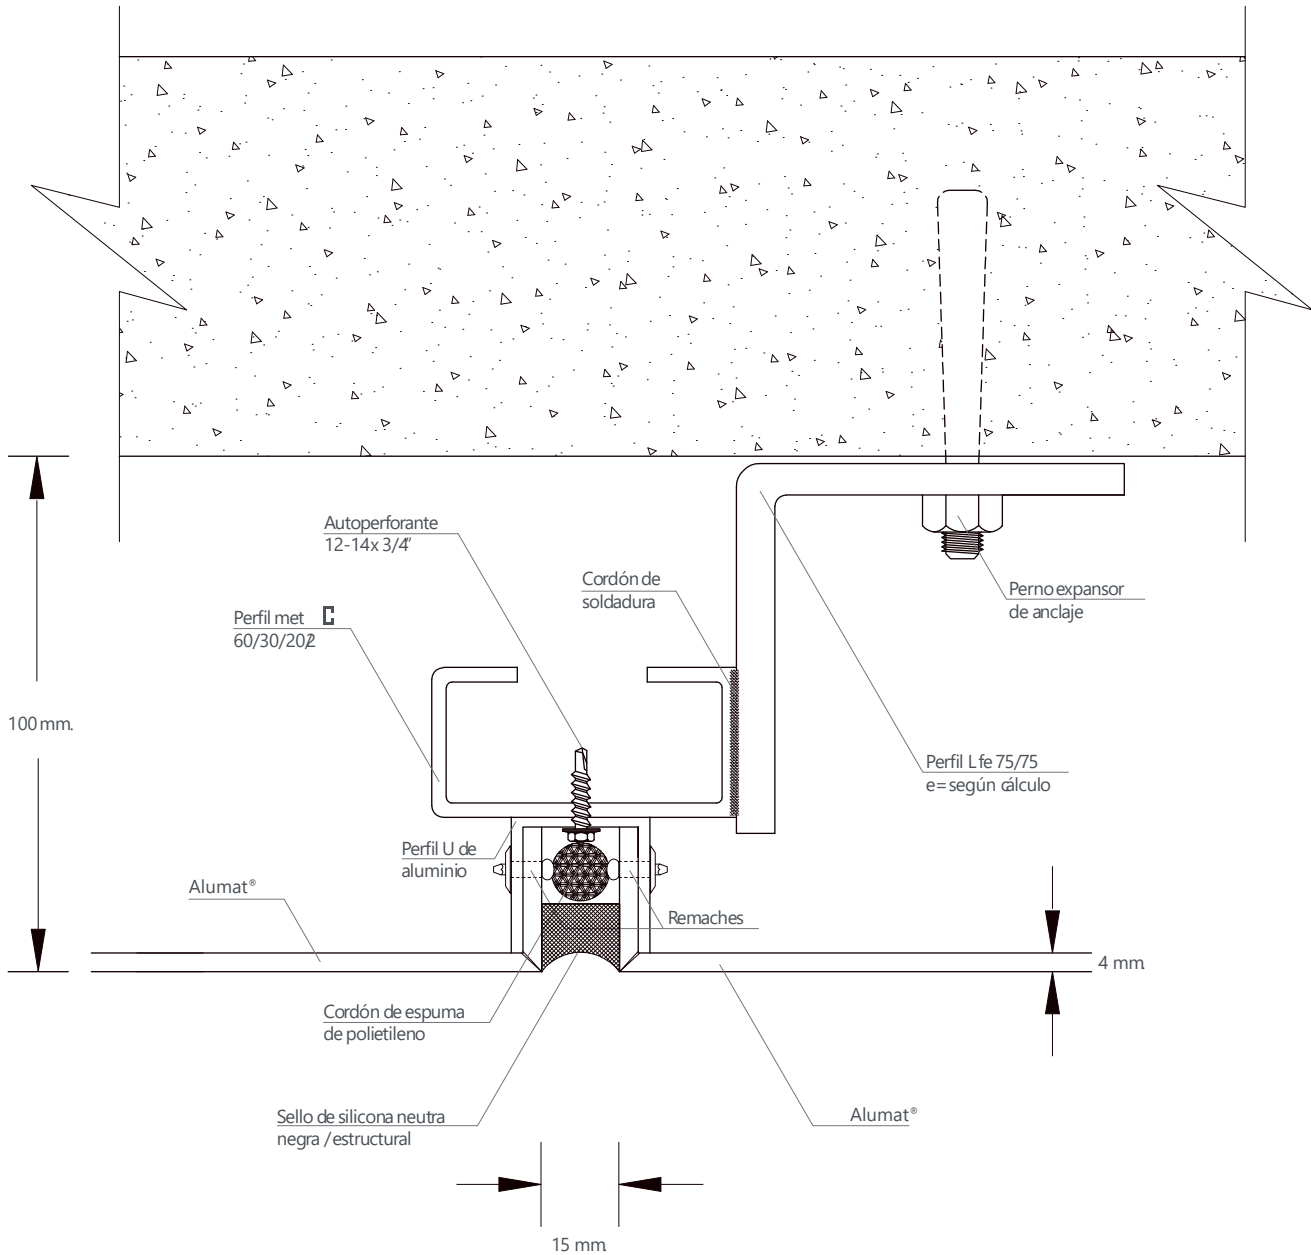 Autoperforante
12-14 x 3/4"
Cordón de
soldadura
Perno expansor
de anclaje
Perfil met
60/30/20/2
100 mm.
Perfil L fe 75/75
e= según cálculo
Perfil U de
aluminio
Alumat®
Remaches
4 mm.
Cordón de espuma
de polietileno
Sello de silicona neutra
negra / estructural
Alumat®
15 mm.